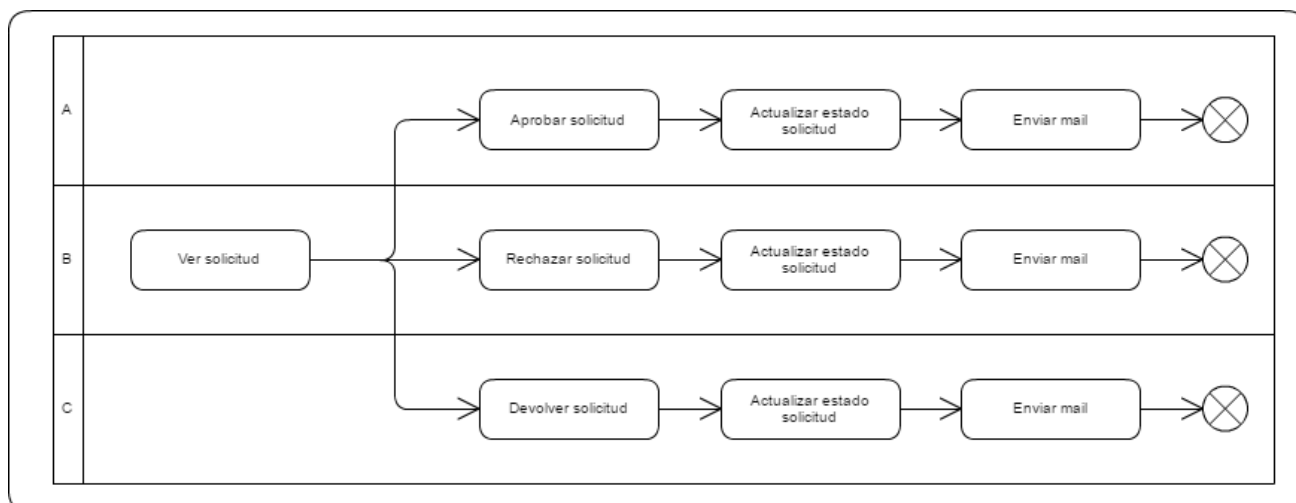 A
Aprobar solicitud
Actualizar estado
solicitud
Enviar mail
B
Ver solicitud
Rechazar solicitud
Actualizar estado
solicitud
Enviar mail
C
Devolver solicitud
Actualizar estado
solicitud
Enviar mail